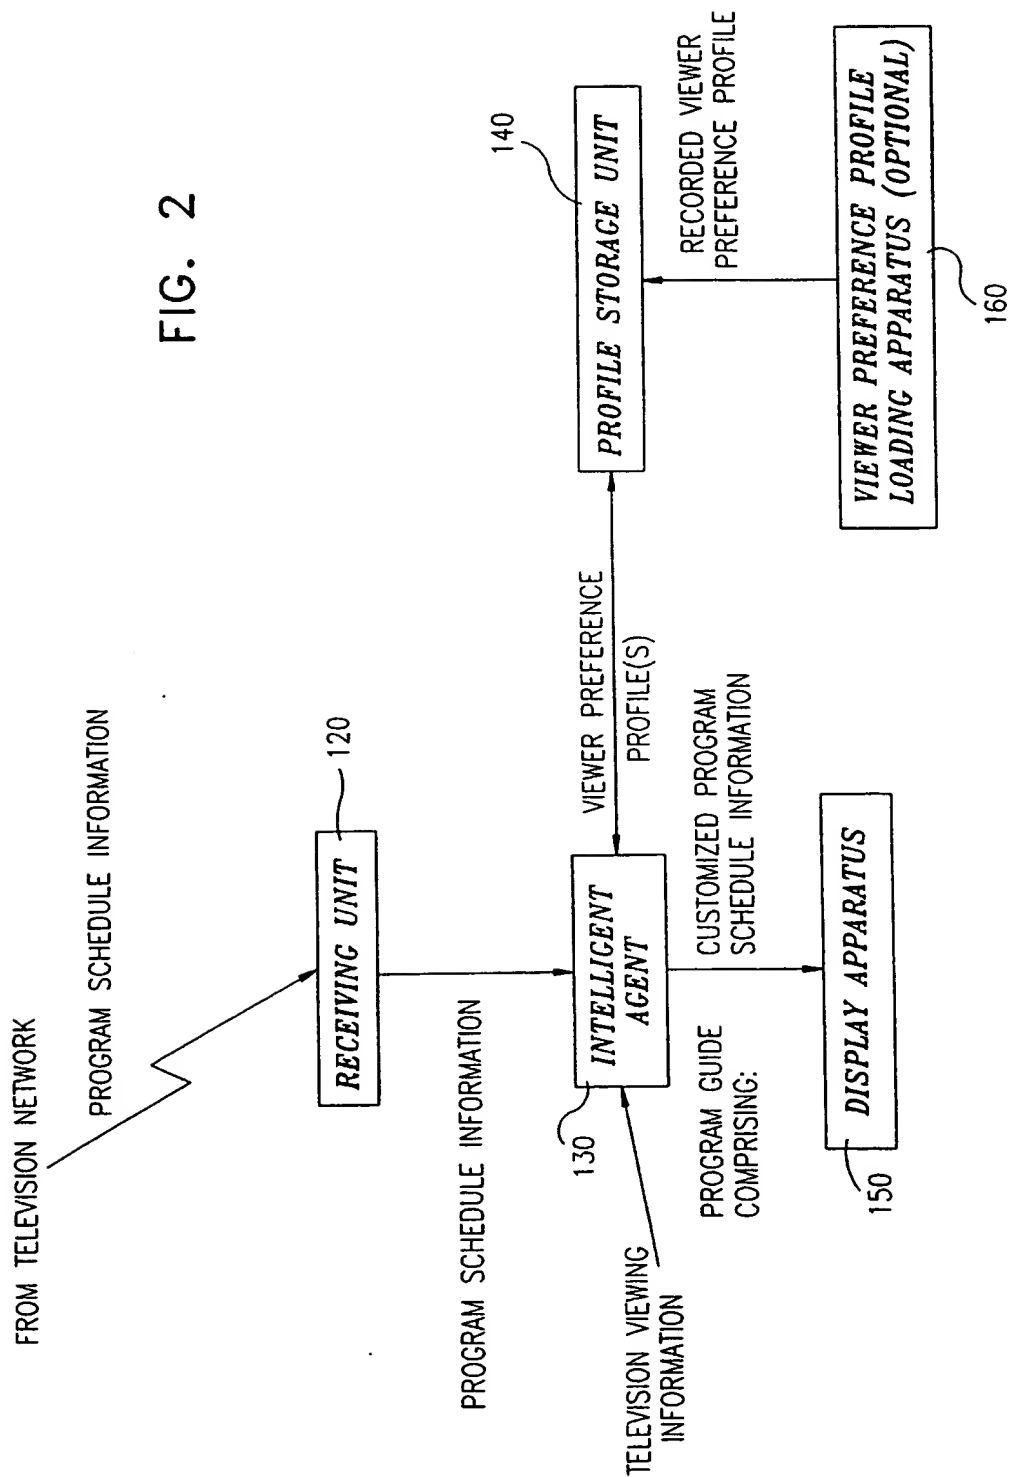 FIG. 2
FROM TELEVISION NETWORK
PROGRAM SCHEDULE INFORMATION
120
RECEIVING UNIT
PROGRAM SCHEDULE INFORMATION
140
PROFILE STORAGE UNIT
VIEWER PREFERENCE
PROFILE(S)
130
INTELLIGENT
AGENT
TELEVISION VIEWING
INFORMATION
RECORDED VIEWER
PREFERENCE PROFILE
PROGRAM GUIDE
COMPRISING:
CUSTOMIZED PROGRAM
SCHEDULE INFORMATION
150
DISPLAY APPARATUS
VIEWER PREFERENCE PROFILE
LOADING APPARATUS (OPTIONAL)
160